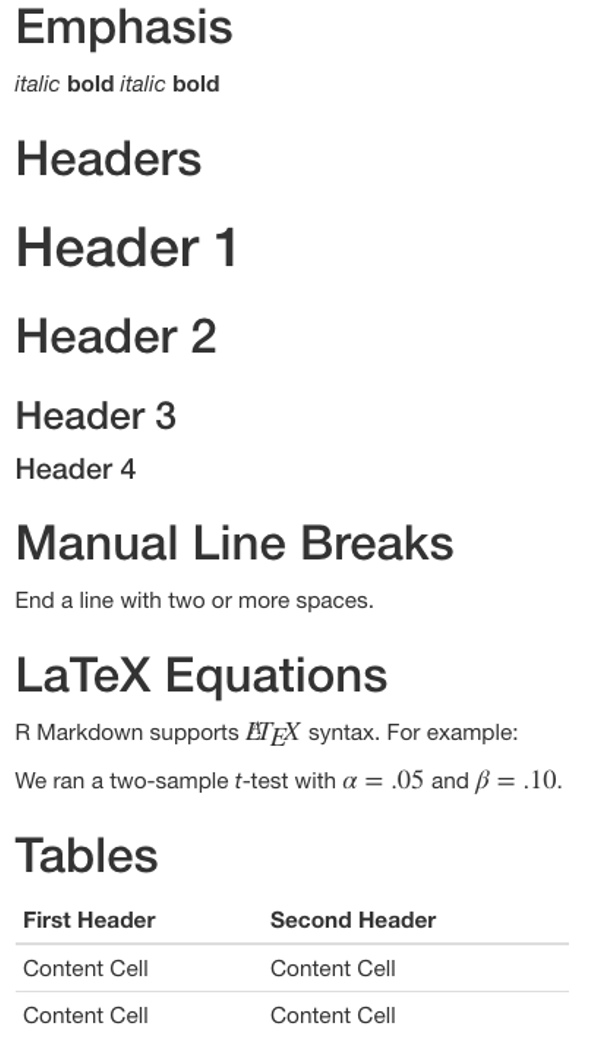 Emphasis
italic bold italic bold
Headers
Header 1
Header 2
Header 3
Header 4
Manual Line Breaks
End a line with two or more spaces.
LaTeX Equations
R Markdown supports LATEX syntax. For example:
We ran a two-sample t-test with α = .05 and β = .10.
Tables
First Header Second Header
Content Cell Content Cell
Content Cell Content Cell